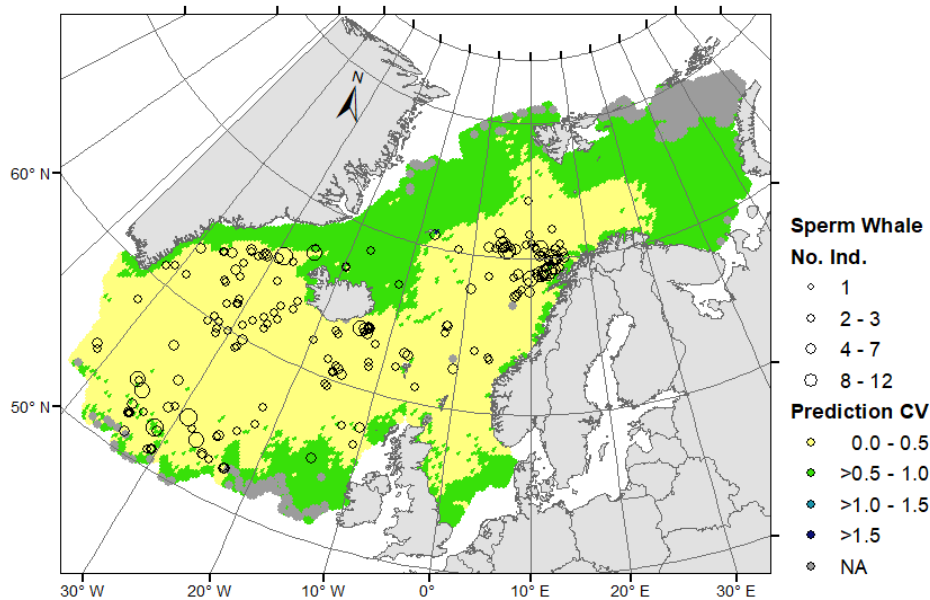 N
60° N
50° N
30° W
20° W
10° W
0°
10° E
20° E
30° E
Sperm Whale
No. Ind.
1
2 - 3
4 - 7
8 - 12
Prediction CV
0.0 - 0.5
>0.5 - 1.0
>1.0 - 1.5
>1.5
NA